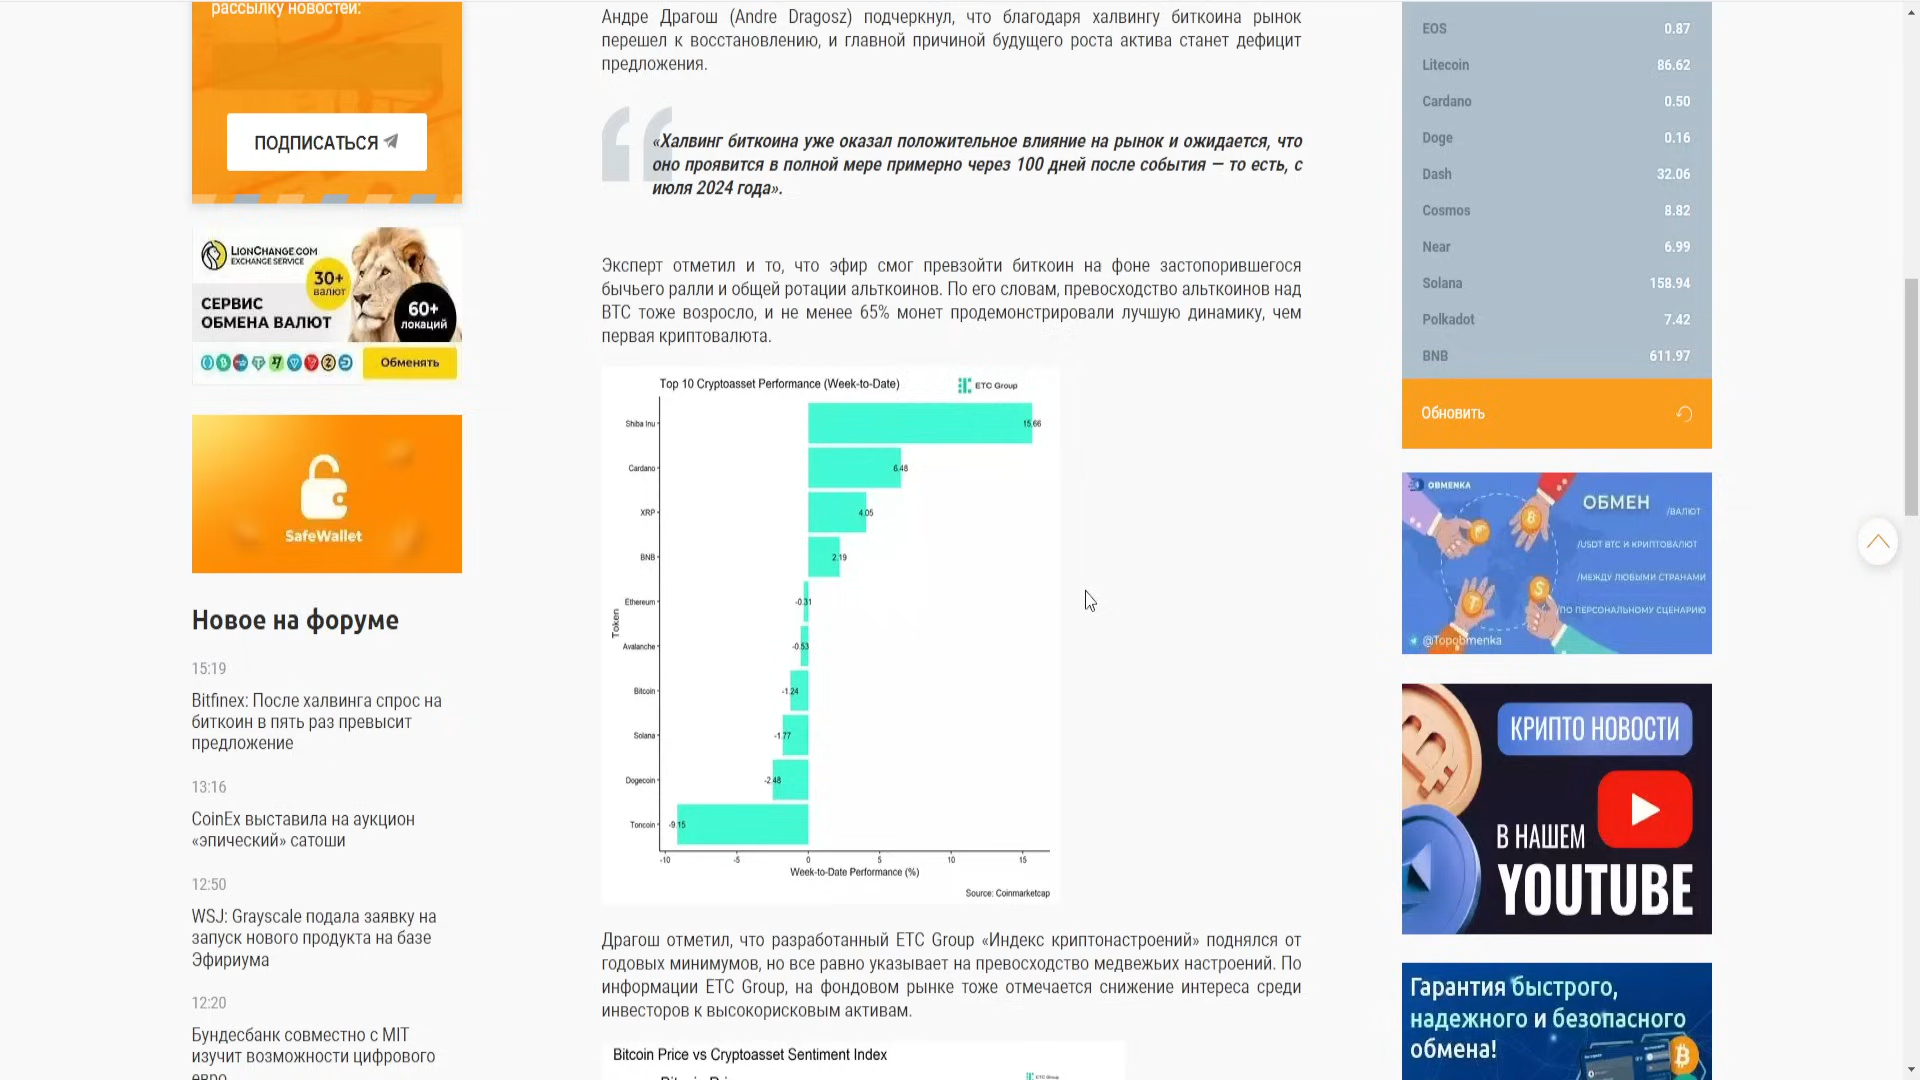 рассылку новостей:
ПОДПИСАТЬСЯ
LIONCHANGE.COM
EXCHANGE SERVICE
30+
валют
СЕРВИС
ОБМЕНА ВАЛЮТ
60+
локаций
Обменять
SafeWallet
Новое на форуме
15:19
Bitfinex: После халвинга спрос на
биткоин в пять раз превысит
предложение
13:16
CoinEx выставила на аукцион
«эпический» сатоши
12:50
WSJ: Grayscale подала заявку на
запуск нового продукта на базе
Эфириума
12:20
Бундесбанк совместно с MIT
изучит возможности цифрового
евро
Андре Драгош (Andre Dragosz) подчеркнул, что благодаря халвингу биткоина рынок
перешел к восстановлению, и главной причиной будущего роста актива станет дефицит
предложения.
«Халвинг биткоина уже оказал положительное влияние на рынок и ожидается, что
оно проявится в полной мере примерно через 100 дней после события — то есть, с
июля 2024 года».
Эксперт отметил и то, что эфир смог превзойти биткоин на фоне застопорившегося
бычьего ралли и общей ротации альткоинов. По его словам, превосходство альткоинов над
BTC тоже возросло, и не менее 65% монет продемонстрировали лучшую динамику, чем
первая криптовалюта.
Top 10 Cryptoasset Performance (Week-to-Date)
ETC Group
Shiba Inu 15.66
Cardano 6.48
XRP 4.05
BNB 2.19
Ethereum -0.31
Avalanche -0.53
Bitcoin -1.24
Solana -1.77
Dogecoin -2.48
Toncoin -9.15
Token
-10 -5 0 5 10 15
Week-to-Date Performance (%)
Source: Coinmarketcap
Драгош отметил, что разработанный ETC Group «Индекс криптонастроений» поднялся от
годовых минимумов, но все равно указывает на превосходство медвежьих настроений. По
информации ETC Group, на фондовом рынке тоже отмечается снижение интереса среди
инвесторов к высокорисковым активам.
Bitcoin Price vs Cryptoasset Sentiment Index
ETC Group
EOS 0.87
Litecoin 86.62
Cardano 0.50
Doge 0.16
Dash 32.06
Cosmos 8.82
Near 6.99
Solana 158.94
Polkadot 7.42
BNB 611.97
Обновить
OBMENKA
ОБМЕН
/ВАЛЮТ
/USDT BTC И КРИПТОВАЛЮТ
/МЕЖДУ ЛЮБЫМИ СТРАНАМИ
/ПО ПЕРСОНАЛЬНОМУ СЦЕНАРИЮ
@Topobmenka
КРИПТО НОВОСТИ
В НАШЕМ
YOUTUBE
Гарантия быстрого,
надежного и безопасного
обмена!